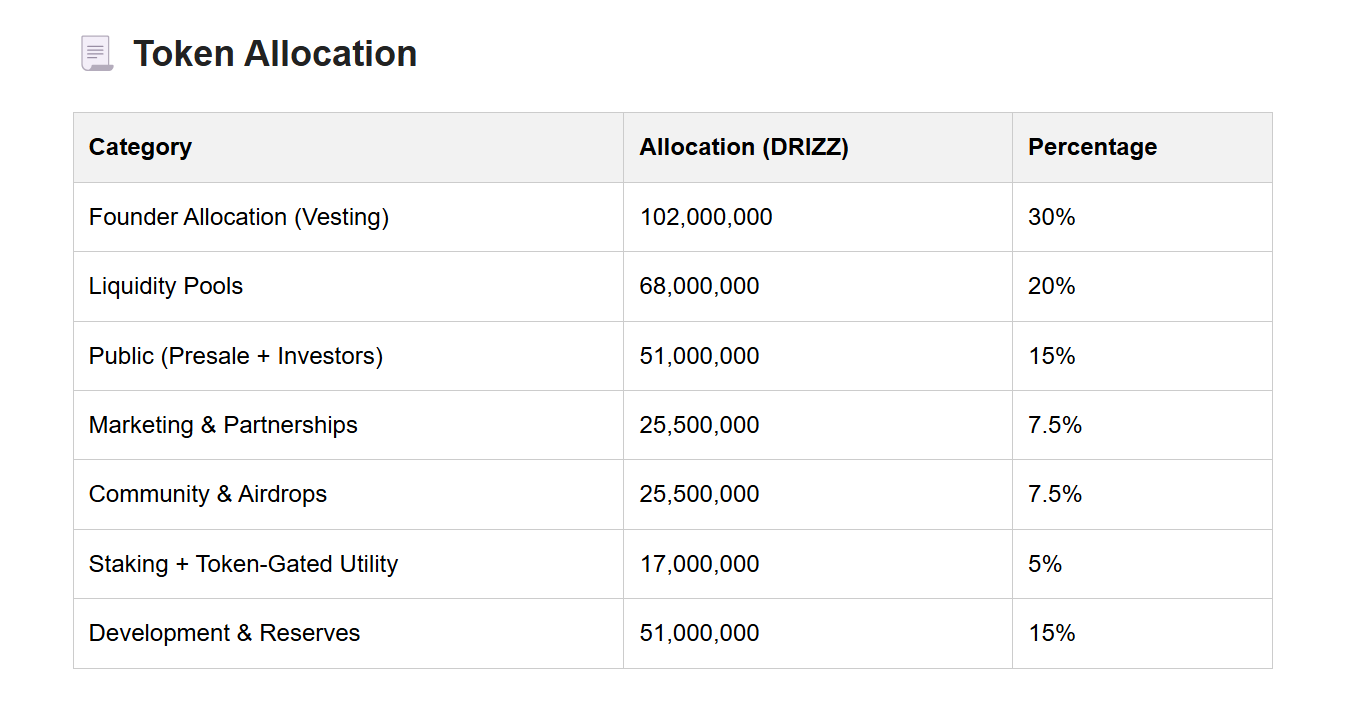 Token Allocation
Category Allocation (DRIZZ) Percentage
Founder Allocation (Vesting) 102,000,000 30%
Liquidity Pools 68,000,000 20%
Public (Presale + Investors) 51,000,000 15%
Marketing & Partnerships 25,500,000 7.5%
Community & Airdrops 25,500,000 7.5%
Staking + Token-Gated Utility 17,000,000 5%
Development & Reserves 51,000,000 15%